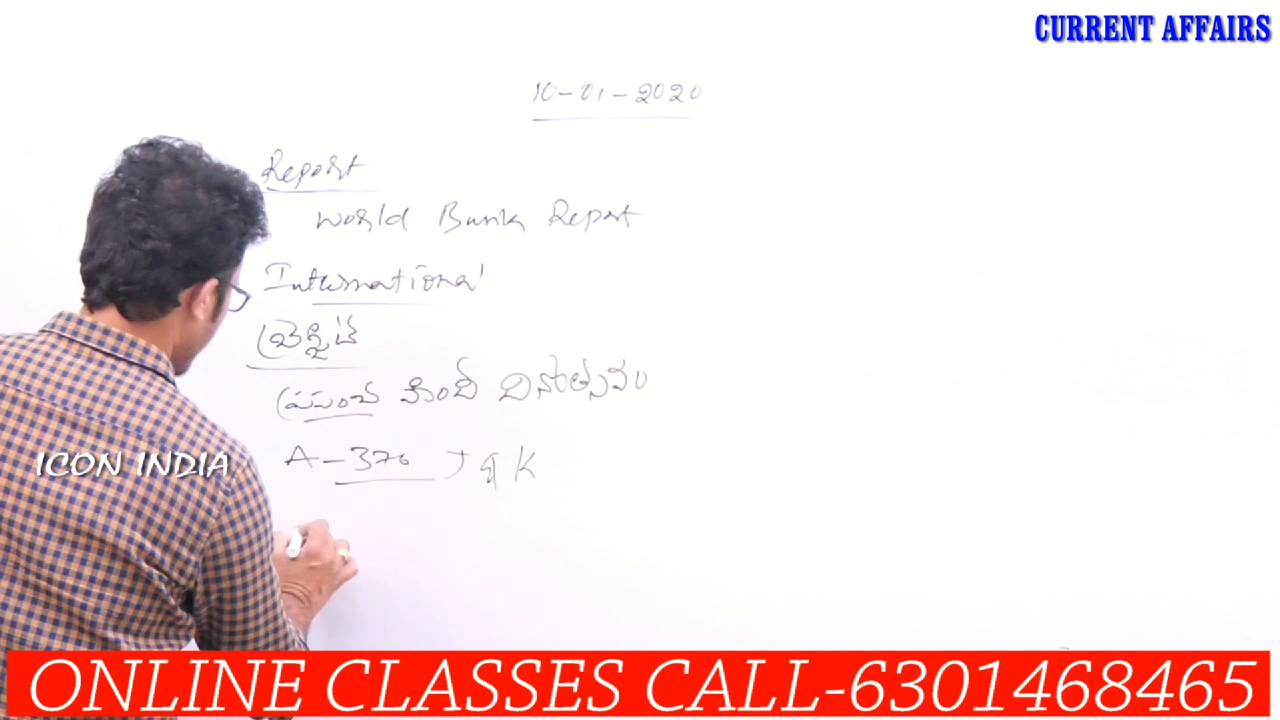 CURRENT AFFAIRS
10-01-2020
Report
World Bank Report
International
బ్రెక్జిట్
ప్రపంచ హిందీ దినోత్సవం
A-370 → J K
ICON INDIA
ONLINE CLASSES CALL-6301468465